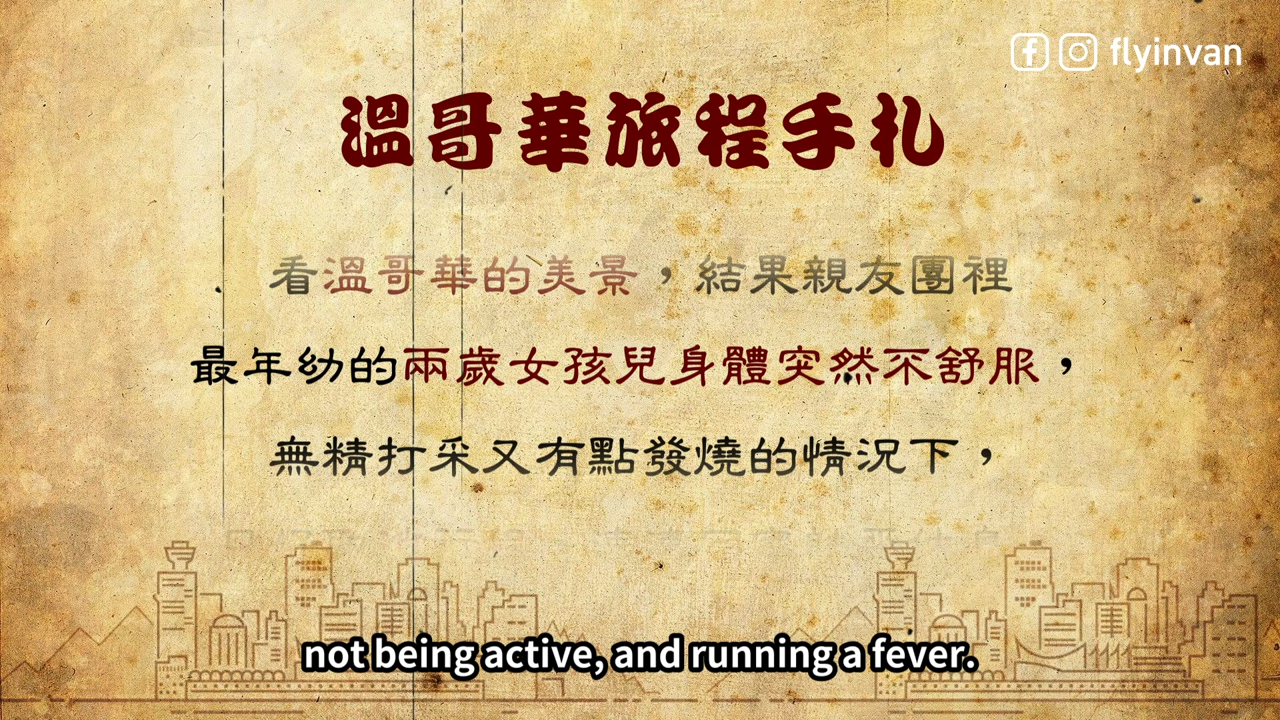 flyinvan
溫哥華旅程手札
看溫哥華的美景，結果親友團裡
最年幼的兩歲女孩兒身體突然不舒服，
無精打采又有點發燒的情況下，
not being active, and running a fever.